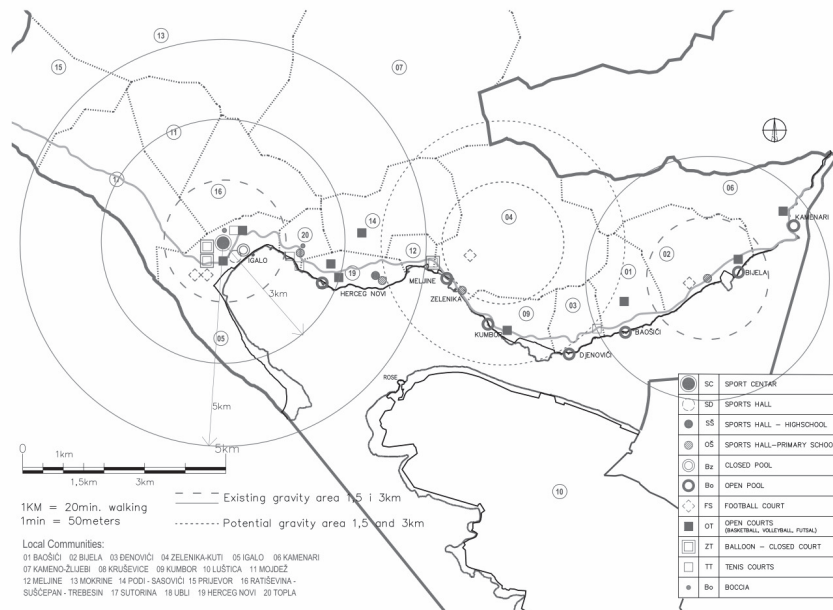 13
15
07
11
17
16
14
04
06
20
12
02
KAMENARI
IGALO
19
MELJINE
BIJELA
HERCEG NOVI
ZELENIKA
01
3km
03
09
KUMBOR
BAOŠIĆI
05
DJENOVIĆI
ROSE
5km
10
0 1km 5km
1,5km 3km
1KM = 20min. walking
1min = 50meters
Existing gravity area 1,5 i 3km
Potential gravity area 1,5 and 3km
Local Communities:
01 BAOŠIĆI 02 BIJELA 03 ĐENOVIĆI 04 ZELENIKA-KUTI 05 IGALO 06 KAMENARI
07 KAMENO-ŽLIJEBI 08 KRUŠEVICE 09 KUMBOR 10 LUŠTICA 11 MOJDEŽ
12 MELJINE 13 MOKRINE 14 PODI - SASOVIĆI 15 PRIJEVOR 16 RATIŠEVINA -
SUŠĆEPAN - TREBESIN 17 SUTORINA 18 UBLI 19 HERCEG NOVI 20 TOPLA
SC SPORT CENTAR
SD SPORTS HALL
SŠ SPORTS HALL - HIGHSCHOOL
OŠ SPORTS HALL-PRIMARY SCHOOL
Bz CLOSED POOL
Bo OPEN POOL
FS FOOTBALL COURT
OT OPEN COURTS
(BASKETBALL, VOLLEYBALL, FUTSAL)
ZT BALLOON - CLOSED COURT
TT TENIS COURTS
Bo BOCCIA